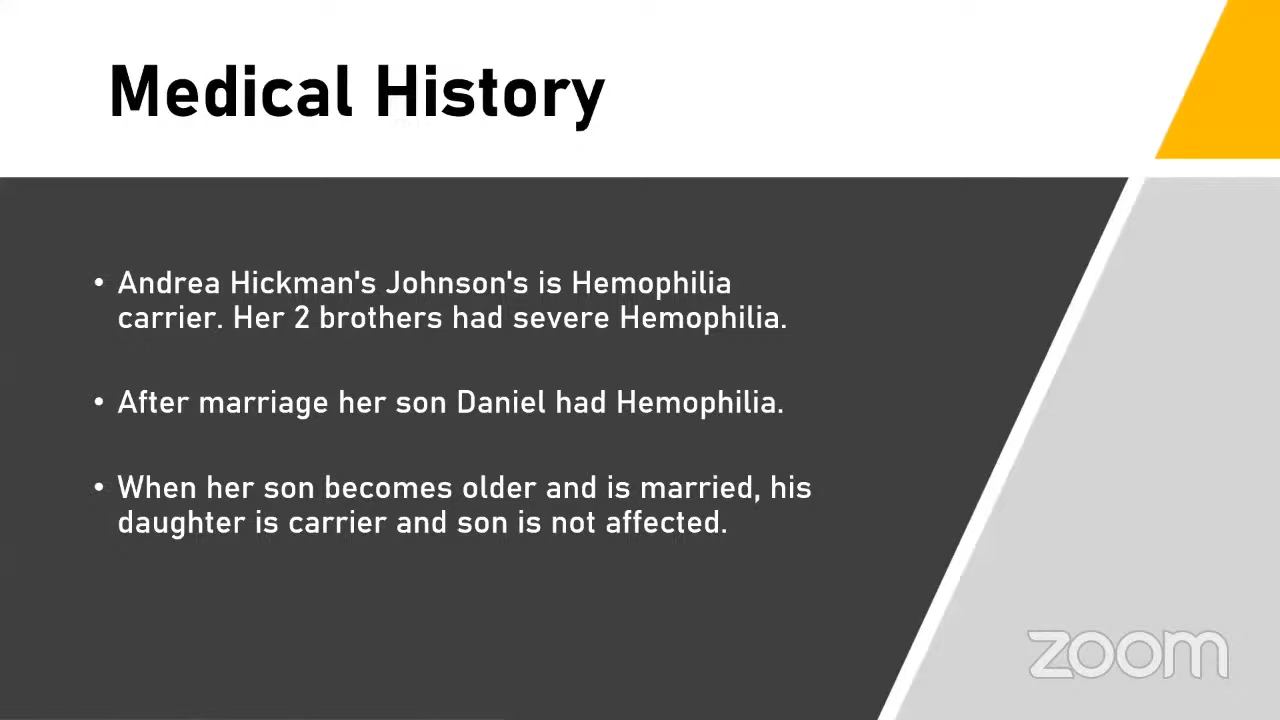 Medical History
• Andrea Hickman's Johnson's is Hemophilia
carrier. Her 2 brothers had severe Hemophilia.
• After marriage her son Daniel had Hemophilia.
• When her son becomes older and is married, his
daughter is carrier and son is not affected.
zoom